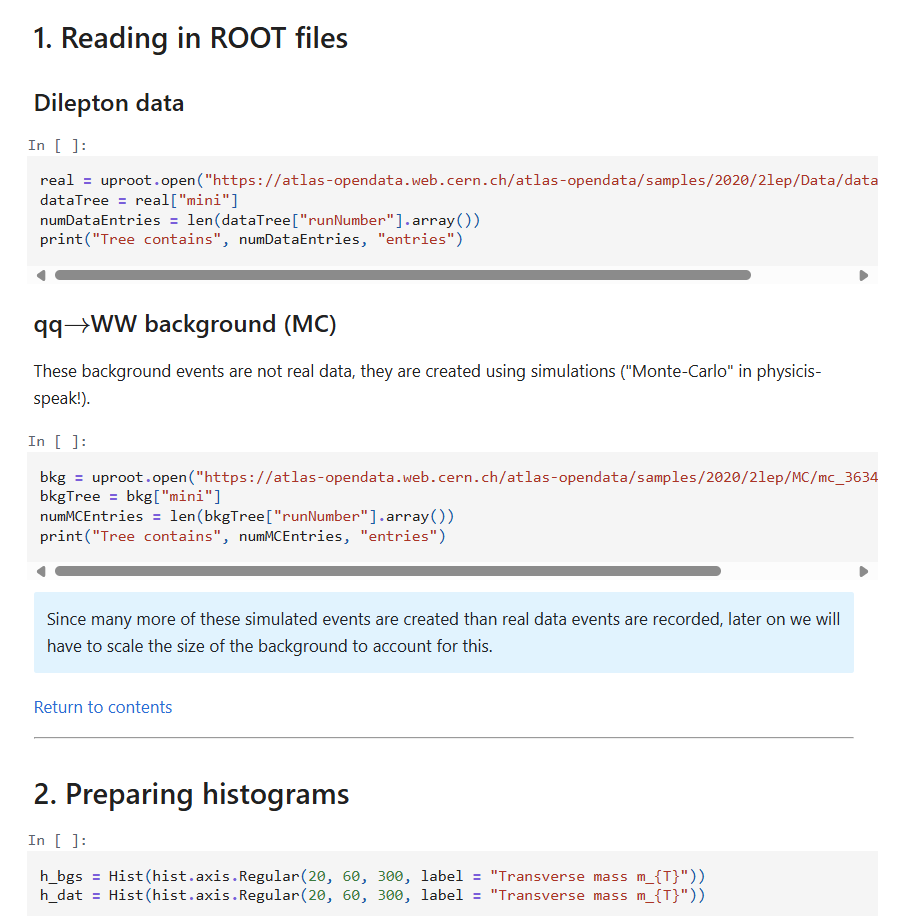 1. Reading in ROOT files
Dilepton data
In [ ]:
real = uproot.open("https://atlas-opendata.web.cern.ch/atlas-opendata/samples/2020/2lep/Data/data
dataTree = real["mini"]
numDataEntries = len(dataTree["runNumber"].array())
print("Tree contains", numDataEntries, "entries")
qq→WW background (MC)
These background events are not real data, they are created using simulations ("Monte-Carlo" in physicis-
speak!).
In [ ]:
bkg = uproot.open("https://atlas-opendata.web.cern.ch/atlas-opendata/samples/2020/2lep/MC/mc_3634
bkgTree = bkg["mini"]
numMCEntries = len(bkgTree["runNumber"].array())
print("Tree contains", numMCEntries, "entries")
Since many more of these simulated events are created than real data events are recorded, later on we will
have to scale the size of the background to account for this.
Return to contents
2. Preparing histograms
In [ ]:
h_bgs = Hist(hist.axis.Regular(20, 60, 300, label = "Transverse mass m_{T}"))
h_dat = Hist(hist.axis.Regular(20, 60, 300, label = "Transverse mass m_{T}"))